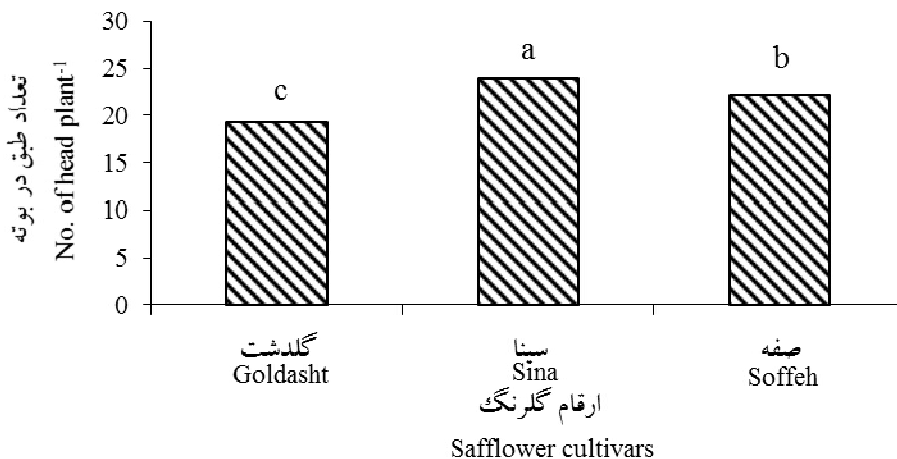 تعداد طبق در بوته
No. of head plant-1
30
25
20
15
10
5
0
c
a
b
گلدشت
Goldasht
سینا
Sina
صفه
Soffeh
ارقام گلرنگ
Safflower cultivars